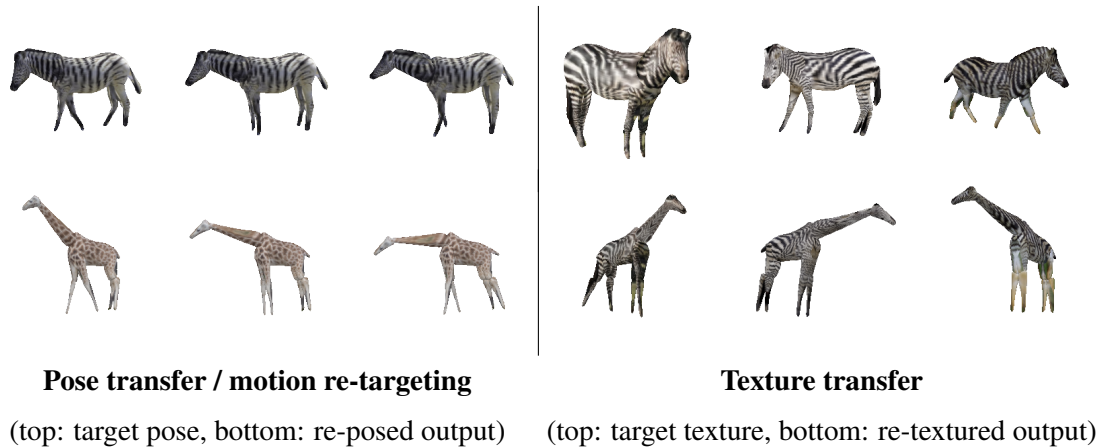 Pose transfer / motion re-targeting
(top: target pose, bottom: re-posed output)
Texture transfer
(top: target texture, bottom: re-textured output)